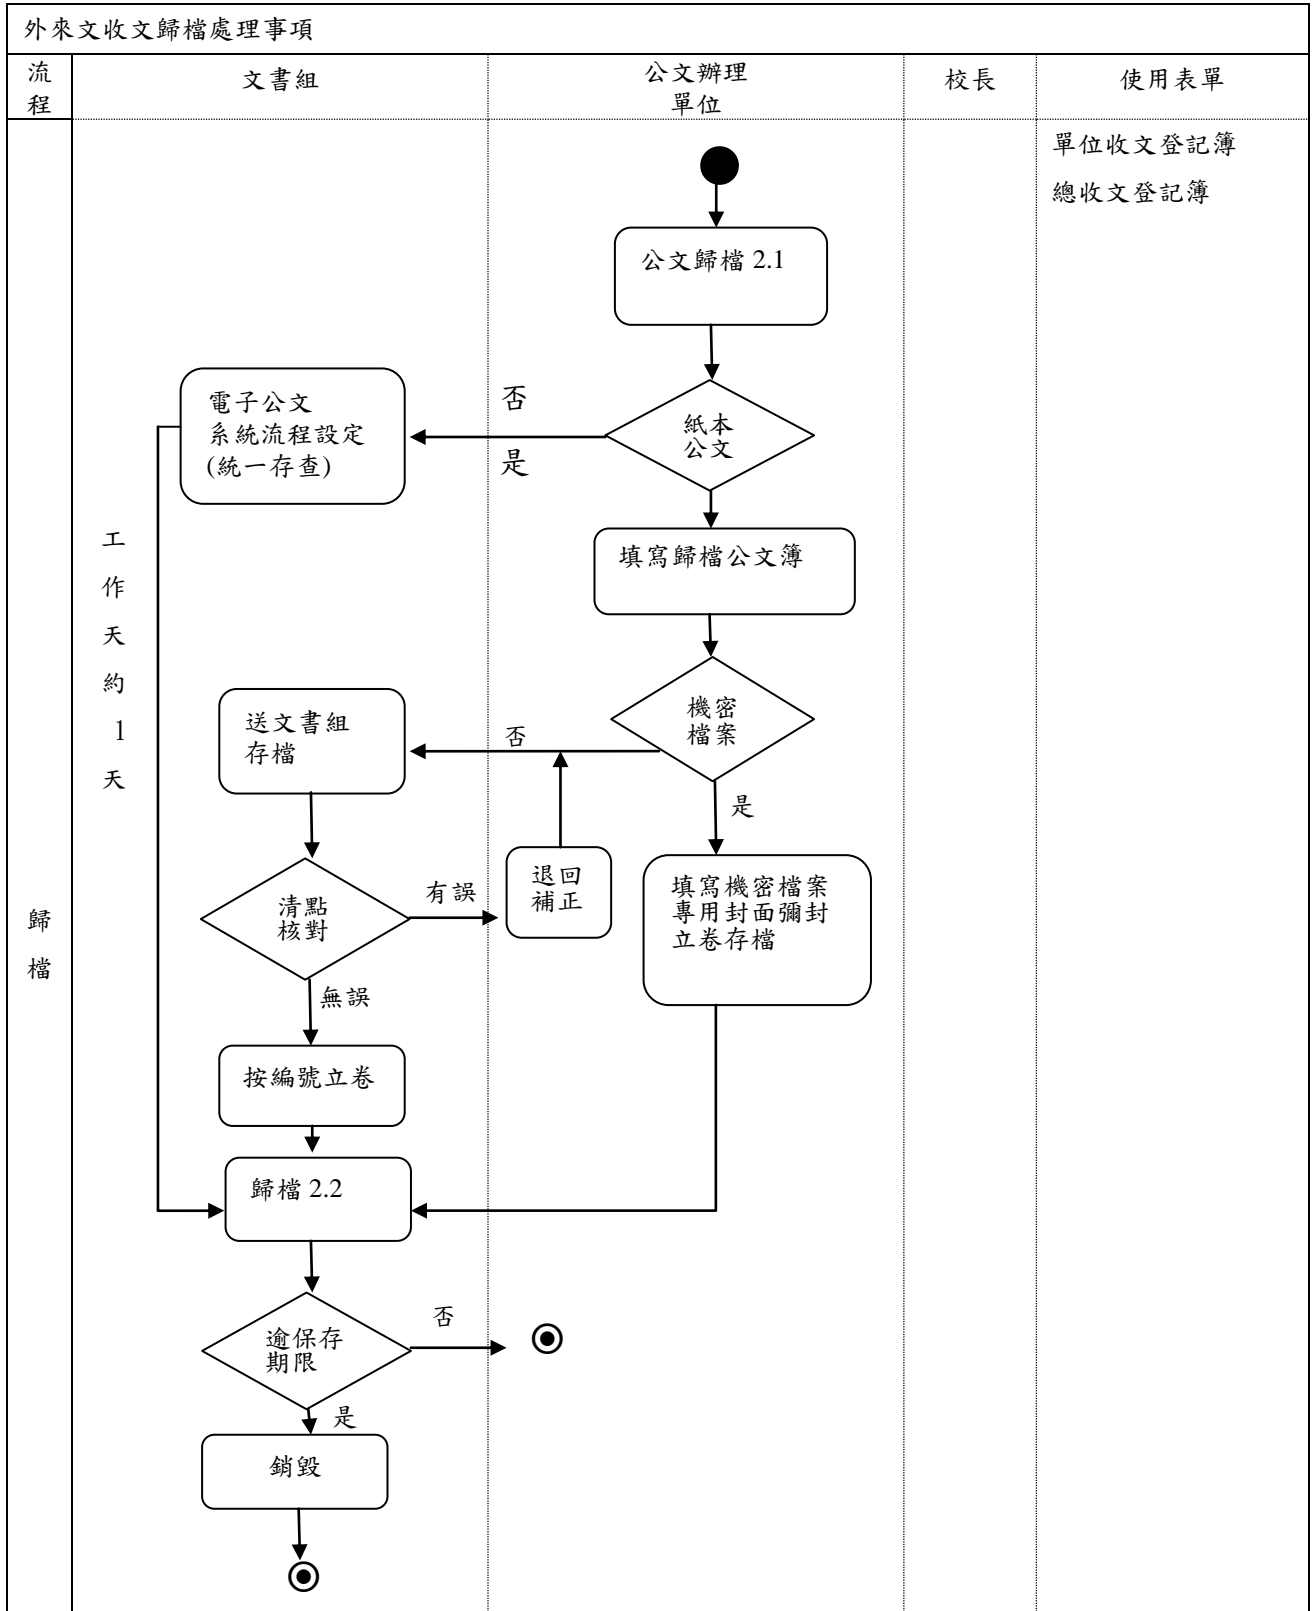 外來文收文歸檔處理事項
流
程
文書組
公文辦理
單位
校長
使用表單
單位收文登記簿
總收文登記簿
公文歸檔 2.1
電子公文
系統流程設定
(統一存查)
否
是
紙本
公文
工
作
天
約
1
天
填寫歸檔公文簿
送文書組
存檔
否
機密
檔案
是
歸
檔
清點
核對
有誤
退回
補正
填寫機密檔案
專用封面彌封
立卷存檔
無誤
按編號立卷
歸檔 2.2
逾保存
期限
否
是
銷毀